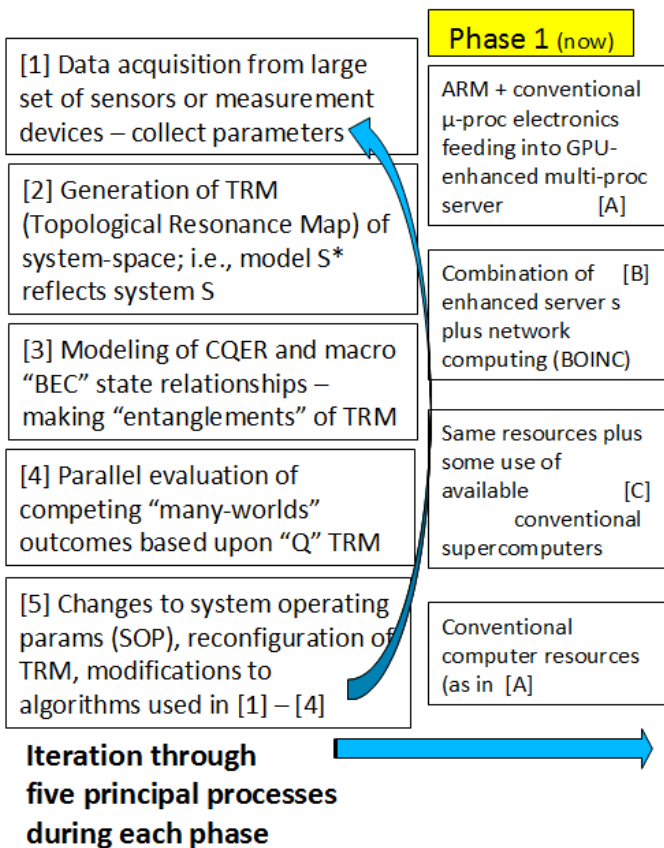 Phase 1 (now)
[1] Data acquisition from large
set of sensors or measurement
devices – collect parameters
[2] Generation of TRM
(Topological Resonance Map) of
system-space; i.e., model S*
reflects system S
[3] Modeling of CQER and macro
“BEC” state relationships –
making “entanglements” of TRM
[4] Parallel evaluation of
competing “many-worlds”
outcomes based upon “Q” TRM
[5] Changes to system operating
params (SOP), reconfiguration of
TRM, modifications to
algorithms used in [1] – [4]
ARM + conventional
μ-proc electronics
feeding into GPU-
enhanced multi-proc
server [A]
Combination of [B]
enhanced server s
plus network
computing (BOINC)
Same resources plus
some use of
available [C]
conventional
supercomputers
Conventional
computer resources
(as in [A]
Iteration through
five principal processes
during each phase